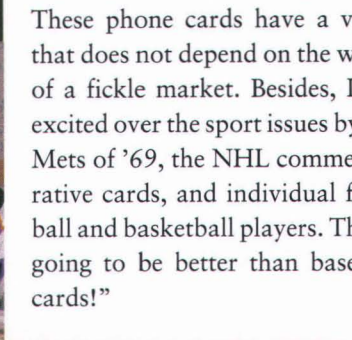 These phone cards have a v
that does not depend on the w
of a fickle market. Besides, I
excited over the sport issues by
Mets of ’69, the NHL comme
rative cards, and individual f
ball and basketball players. Th
going to be better than base
cards!”